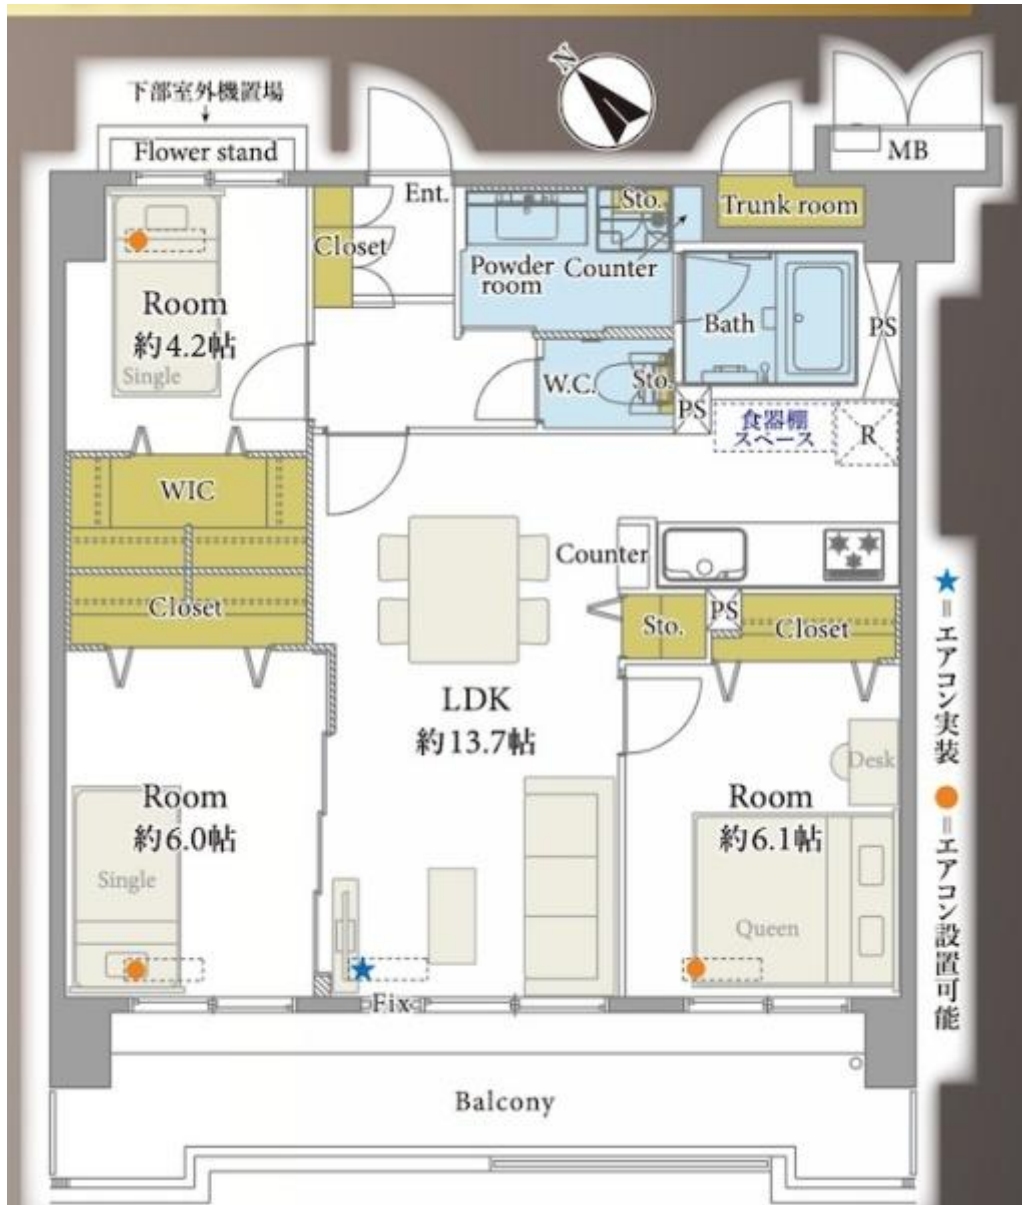 N
下部室外機置場
Flower stand
MB
Ent.
Sto.
Trunk room
Closet
Powder
room
Counter
Room
約4.2帖
Single
Bath
PS
W.C.
Sto.
PS
食器棚
スペース
R
WIC
Counter
Closet
Sto.
PS
Closet
LDK
約13.7帖
Desk
Room
約6.0帖
Room
約6.1帖
Single
Queen
Fix
Balcony
★=エアコン実装
●=エアコン設置可能